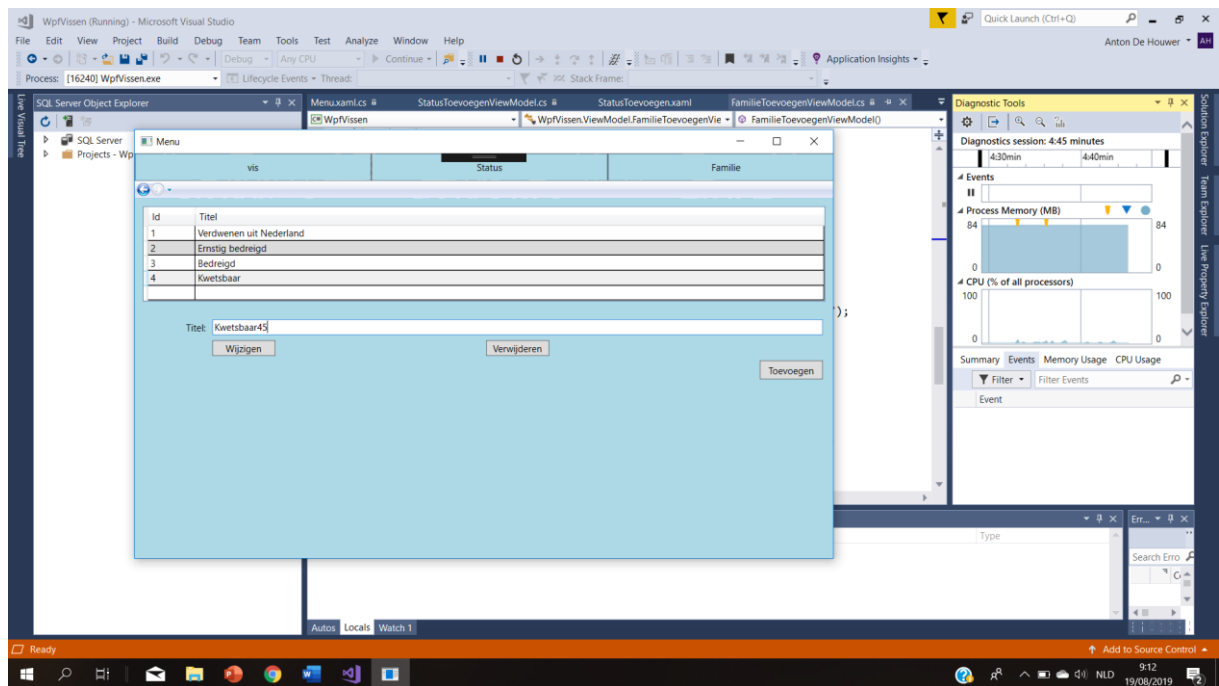 WpfVissen (Running) - Microsoft Visual Studio
Quick Launch (Ctrl+Q)
File Edit View Project Build Debug Team Tools Test Analyze Window Help
Anton De Houwer AH
Debug Any CPU Continue Application Insights
Process: [16240] WpfVissen.exe Lifecycle Events Thread: Stack Frame:
Live Visual Tree
SQL Server Object Explorer
SQL Server
Projects - Wp
Menu.xaml.cs StatusToevoegenViewModel.cs StatusToevoegen.xaml FamilieToevoegenViewModel.cs
WpfVissen WpfVissen.ViewModel.FamilieToevoegenVie FamilieToevoegenViewModel()
Menu
vis Status Familie
Id Titel
1 Verdwenen uit Nederland
2 Ernstig bedreigd
3 Bedreigd
4 Kwetsbaar
Titel: Kwetsbaar45
Wijzigen Verwijderen
Toevoegen
);
Diagnostic Tools
Diagnostics session: 4:45 minutes
4:30min 4:40min
Events
Process Memory (MB)
84 84
0 0
CPU (% of all processors)
100 100
0 0
Summary Events Memory Usage CPU Usage
Filter Filter Events
Event
Solution Explorer
Team Explorer
Live Property Explorer
Type
Err...
Search Erro
Autos Locals Watch 1
Ready
Add to Source Control
NLD
9:12
19/08/2019